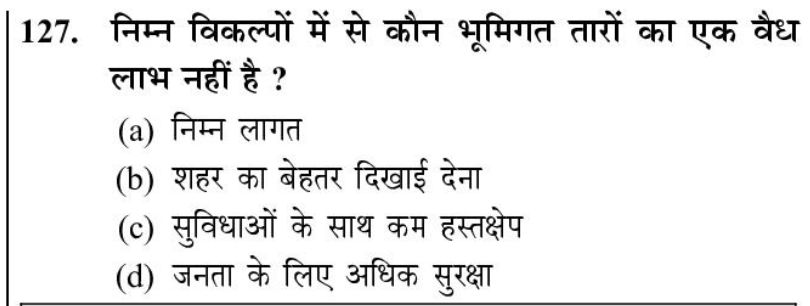 127. निम्न विकल्पों में से कौन भूमिगत तारों का एक वैध
लाभ नहीं है ?
(a) निम्न लागत
(b) शहर का बेहतर दिखाई देना
(c) सुविधाओं के साथ कम हस्तक्षेप
(d) जनता के लिए अधिक सुरक्षा